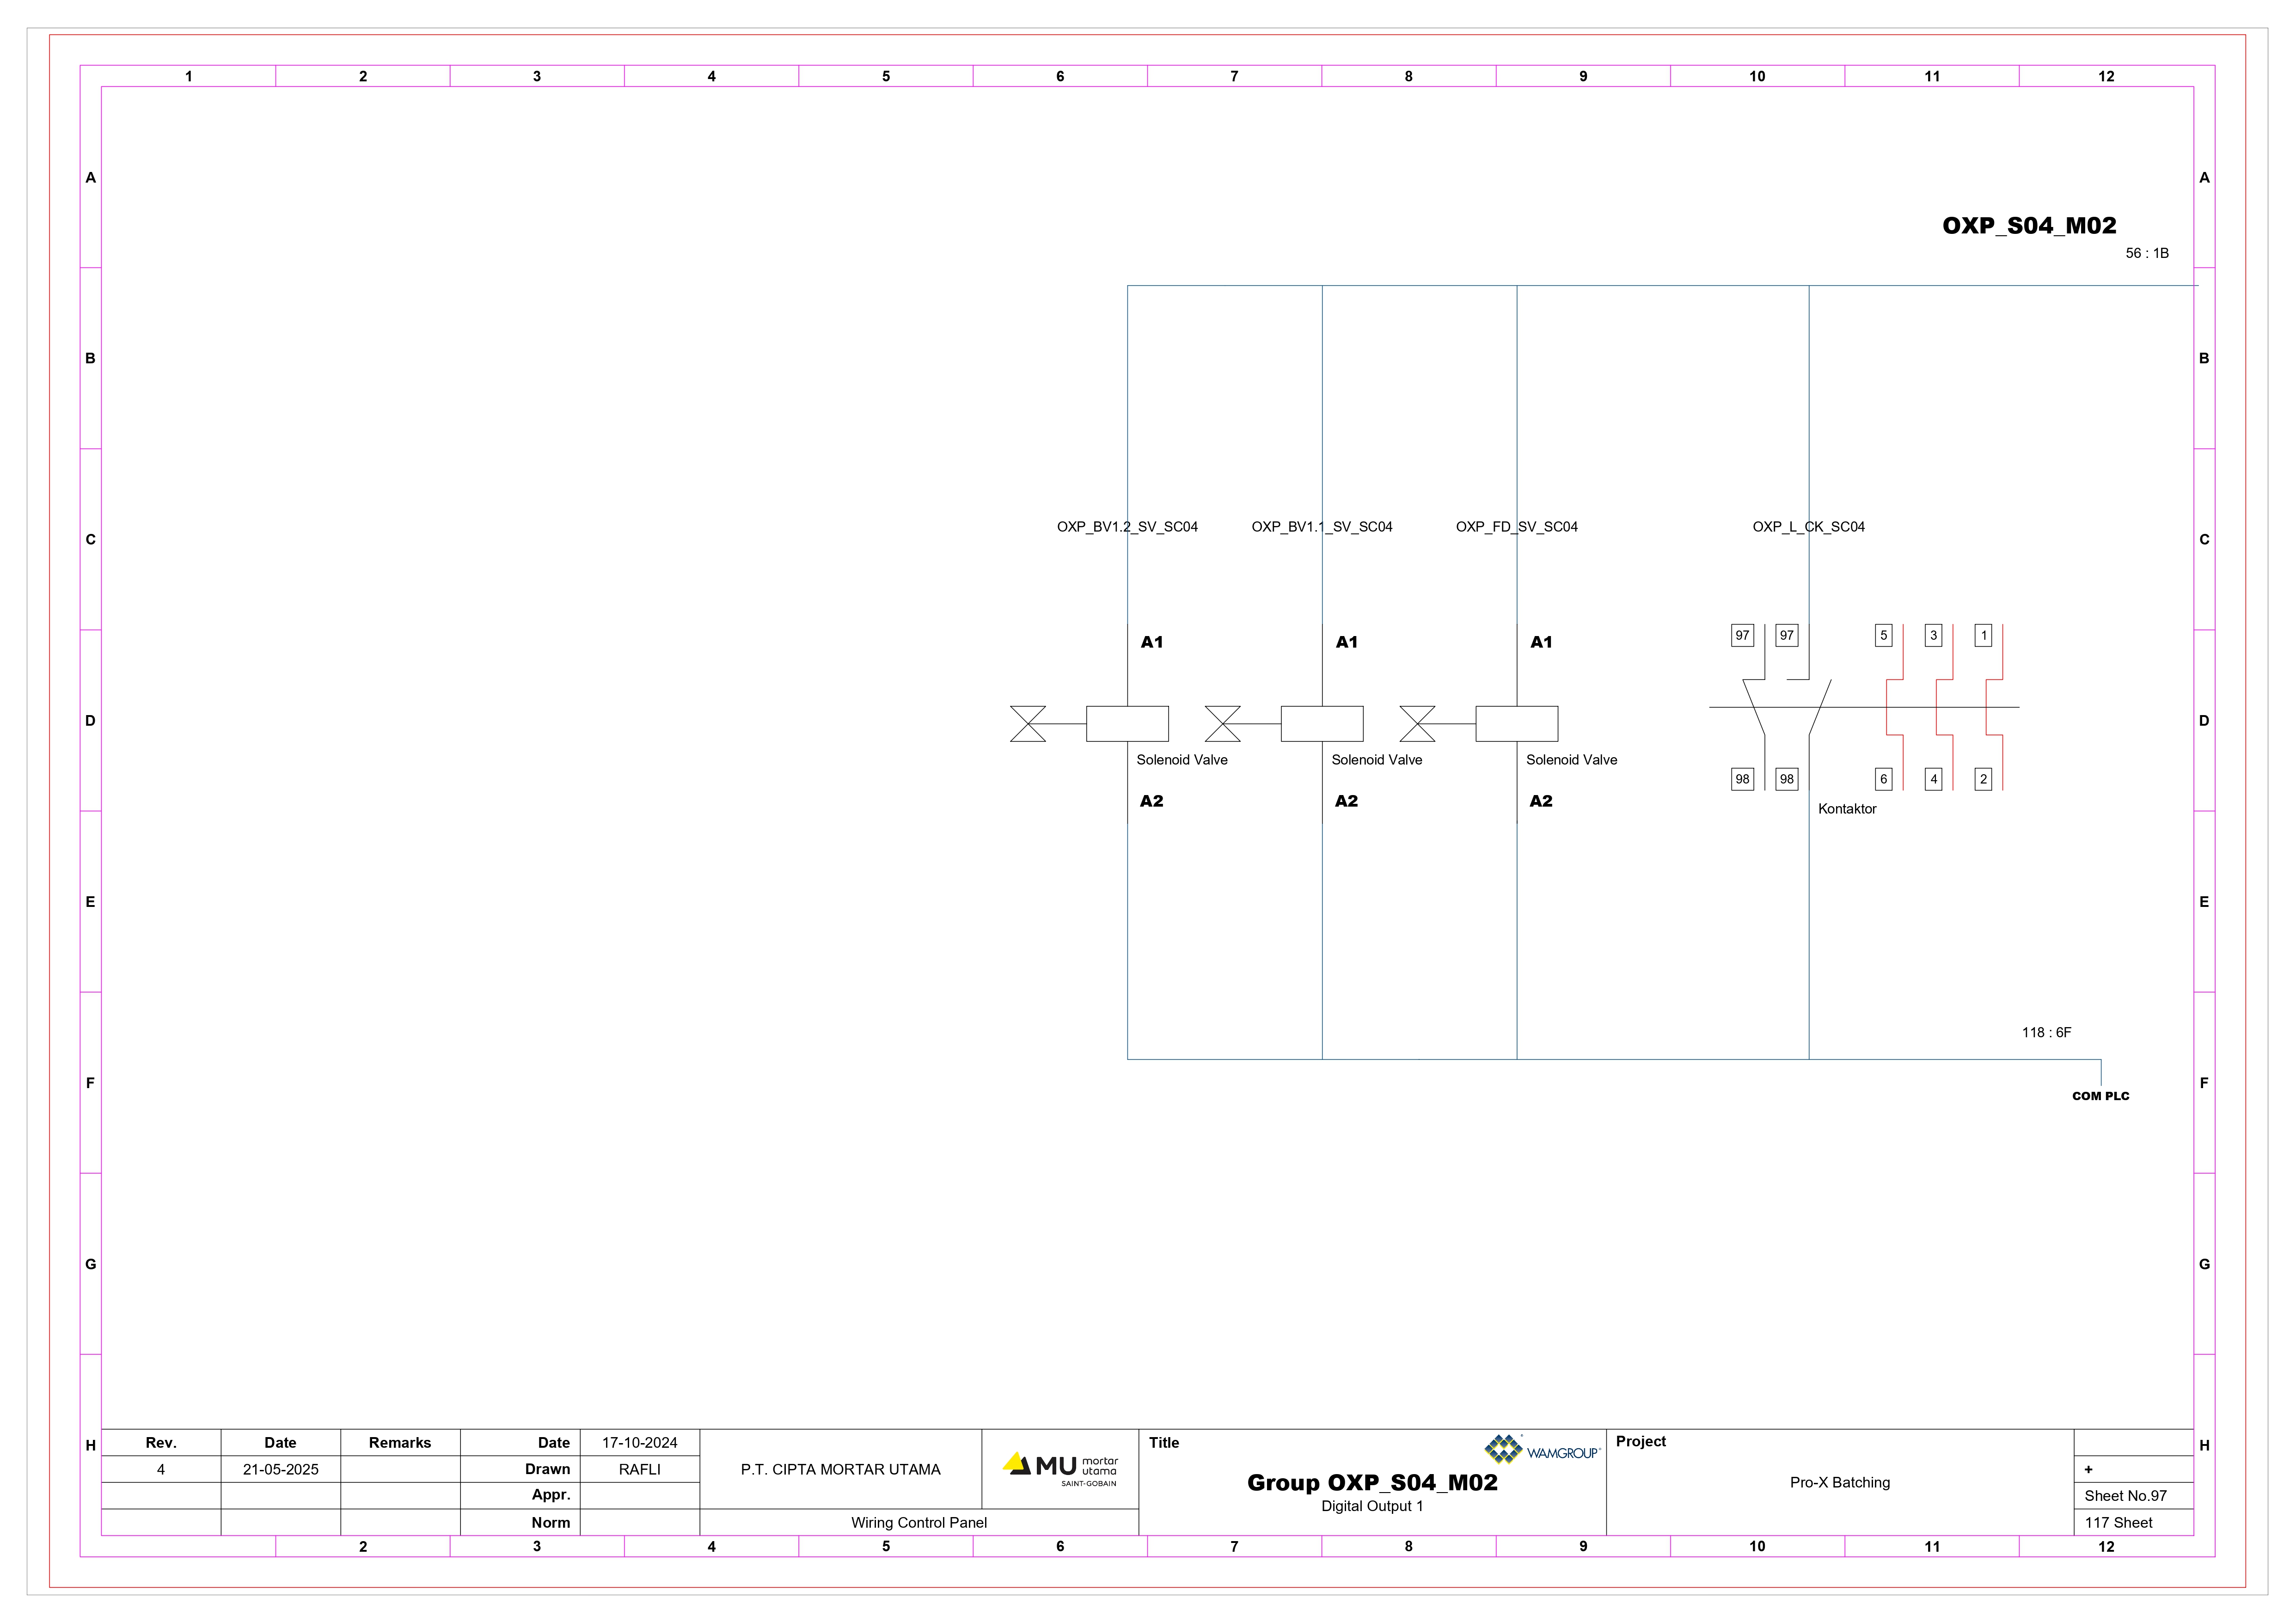 1 2 3 4 5 6 7 8 9 10 11 12
A A
OXP_S04_M02
56 : 1B
B B
OXP_BV1.2_SV_SC04 OXP_BV1.1_SV_SC04 OXP_FD_SV_SC04 OXP_L_CK_SC04
C C
97 97 5 3 1
A1 A1 A1
D D
Solenoid Valve Solenoid Valve Solenoid Valve
98 98 6 4 2
A2 A2 A2
Kontaktor
E E
118 : 6F
F F
COM PLC
G G
H H
Rev. Date Remarks Date 17-10-2024
4 21-05-2025 Drawn RAFLI
Appr.
Norm
P.T. CIPTA MORTAR UTAMA
MU mortar
utama
SAINT-GOBAIN
Wiring Control Panel
Title
WAMGROUP®
Group OXP_S04_M02
Digital Output 1
Project
Pro-X Batching
+
Sheet No.97
117 Sheet
2 3 4 5 6 7 8 9 10 11 12